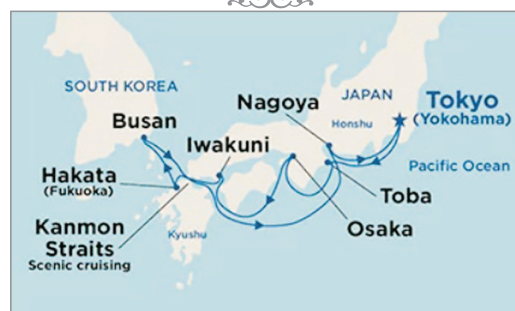 SOUTH KOREA
Busan
Hakata
(Fukuoka)
Kanmon
Straits
Scenic cruising
Iwakuni
Kyushu
Nagoya
JAPAN
Honshu
Tokyo
(Yokohama)
Pacific Ocean
Toba
Osaka